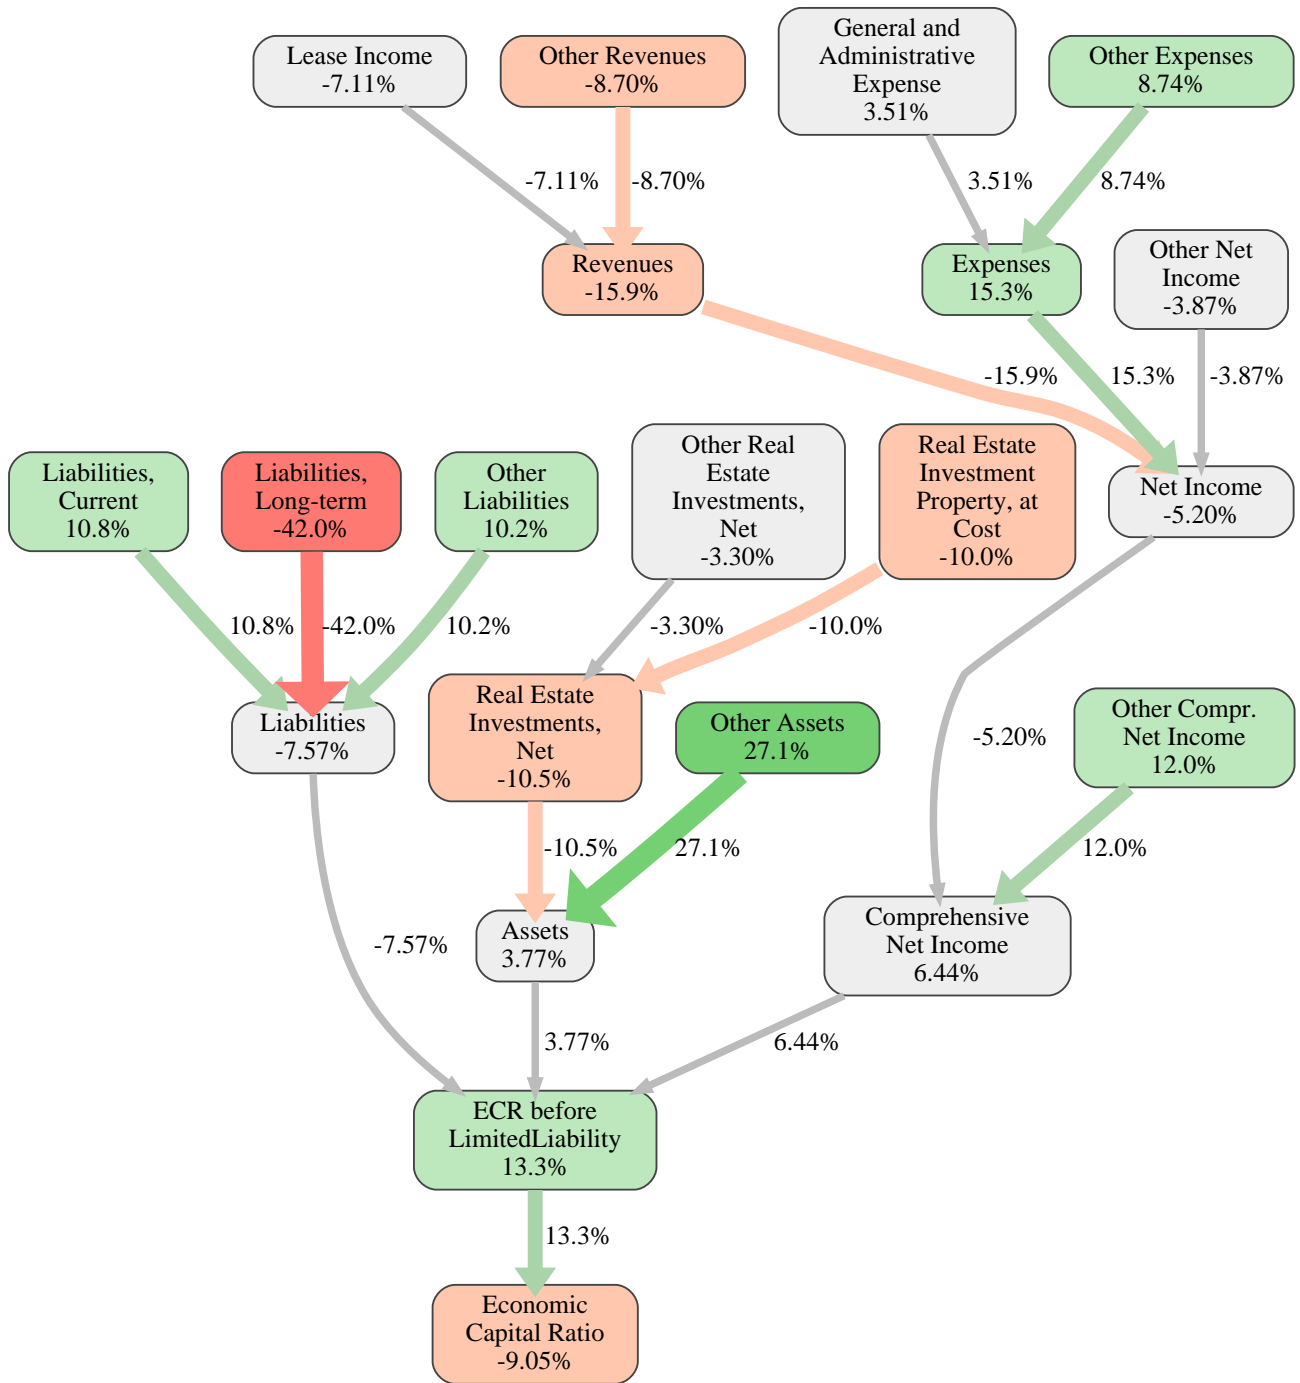 Lease Income
-7.11%
Other Revenues
-8.70%
General and
Administrative
Expense
3.51%
Other Expenses
8.74%
-7.11%
-8.70%
3.51%
8.74%
Revenues
-15.9%
Expenses
15.3%
Other Net
Income
-3.87%
-15.9%
15.3%
-3.87%
Liabilities,
Current
10.8%
Liabilities,
Long-term
-42.0%
Other
Liabilities
10.2%
Other Real
Estate
Investments,
Net
-3.30%
Real Estate
Investment
Property, at
Cost
-10.0%
Net Income
-5.20%
10.8%
-42.0%
10.2%
-3.30%
-10.0%
Liabilities
-7.57%
Real Estate
Investments,
Net
-10.5%
Other Assets
27.1%
-5.20%
Other Compr.
Net Income
12.0%
-10.5%
27.1%
12.0%
-7.57%
Assets
3.77%
Comprehensive
Net Income
6.44%
3.77%
6.44%
ECR before
LimitedLiability
13.3%
13.3%
Economic
Capital Ratio
-9.05%